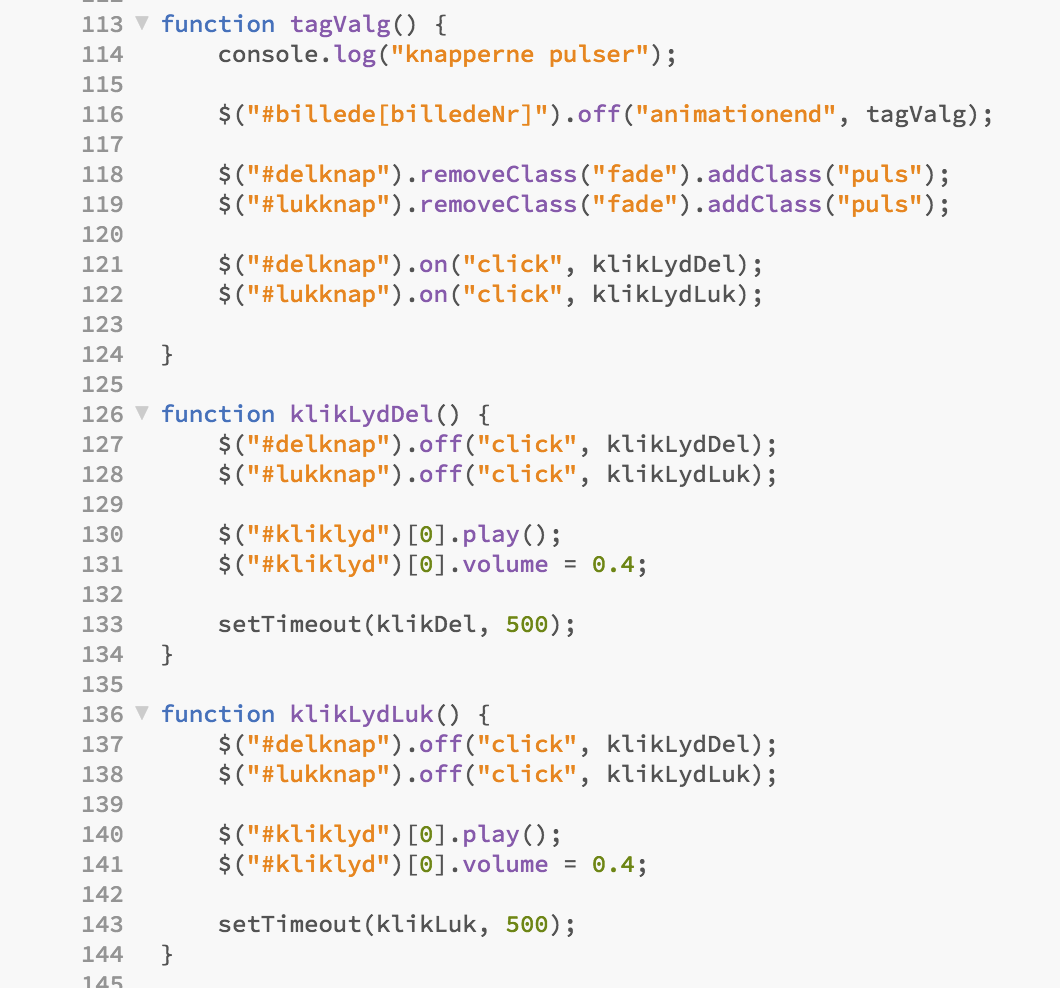 113 ▼ function tagValg() {
114 console.log("knapperne pulser");
115
116 $("#billede[billedeNr]").off("animationend", tagValg);
117
118 $("#delknap").removeClass("fade").addClass("puls");
119 $("#lukknap").removeClass("fade").addClass("puls");
120
121 $("#delknap").on("click", klikLydDel);
122 $("#lukknap").on("click", klikLydLuk);
123
124 }
125
126 ▼ function klikLydDel() {
127 $("#delknap").off("click", klikLydDel);
128 $("#lukknap").off("click", klikLydLuk);
129
130 $("#kliklyd")[0].play();
131 $("#kliklyd")[0].volume = 0.4;
132
133 setTimeout(klikDel, 500);
134 }
135
136 ▼ function klikLydLuk() {
137 $("#delknap").off("click", klikLydDel);
138 $("#lukknap").off("click", klikLydLuk);
139
140 $("#kliklyd")[0].play();
141 $("#kliklyd")[0].volume = 0.4;
142
143 setTimeout(klikLuk, 500);
144 }
145